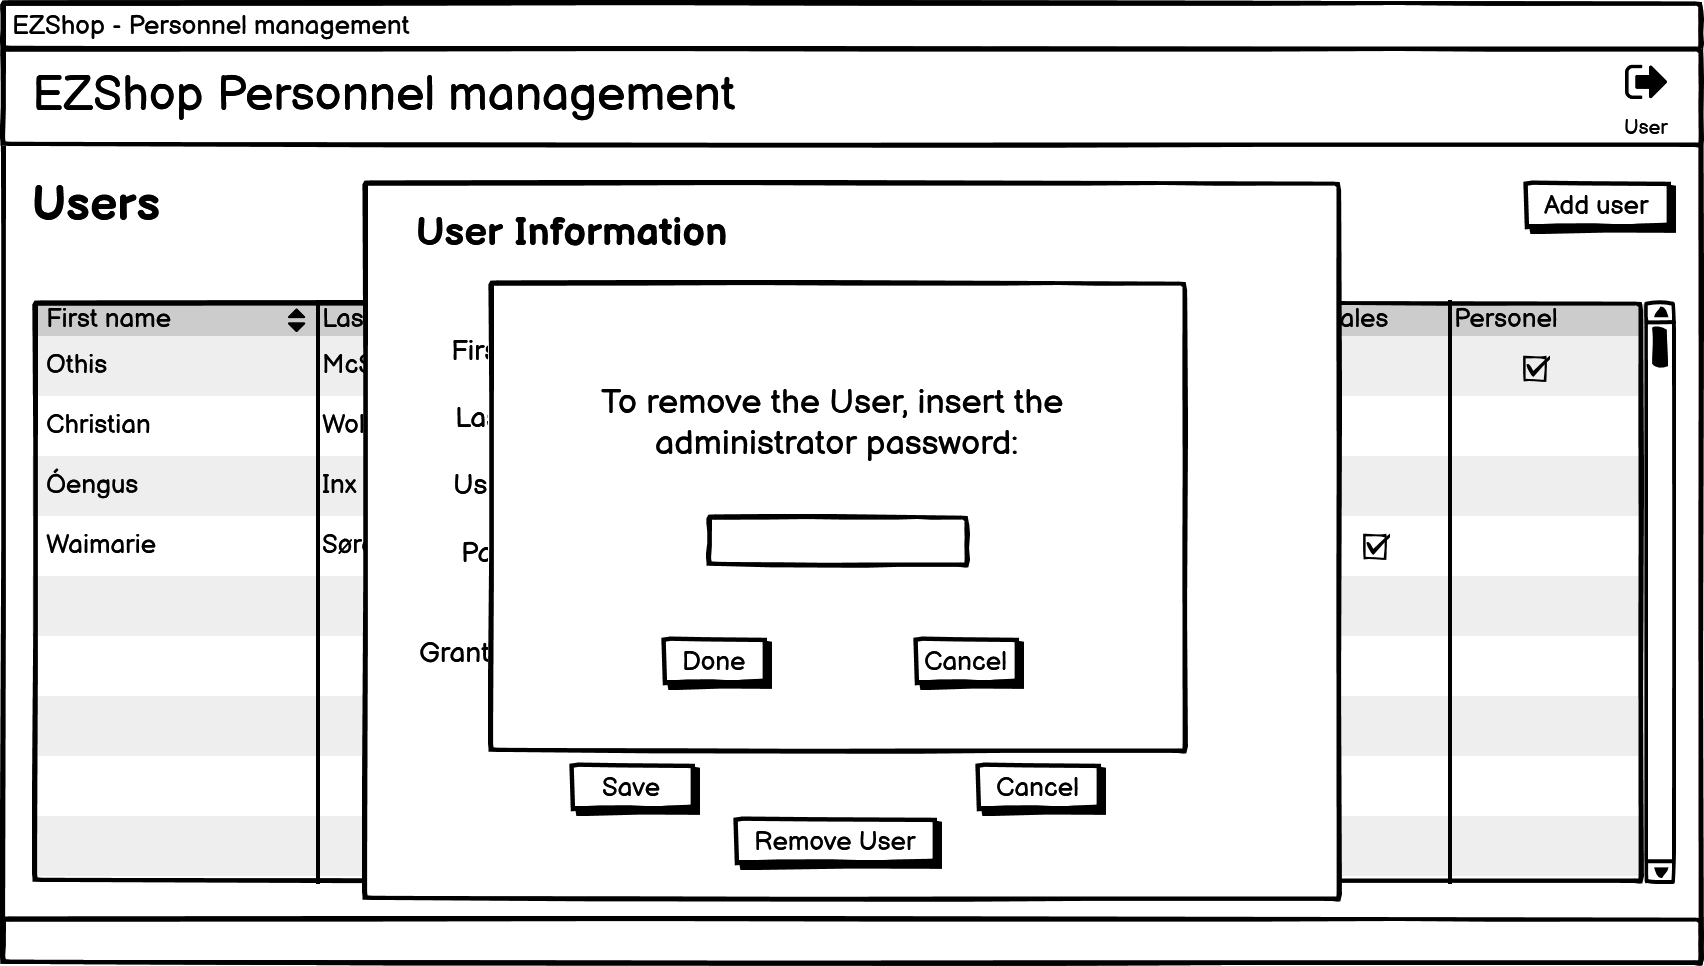 EZShop - Personnel management
EZShop Personnel management
User
Users
Add user
User Information
First name
Las
ales
Personel
Othis
McS
Christian
Wol
Óengus
Inx
Waimarie
Sør
Firs
Las
Us
Pa
Grant
To remove the User, insert the
administrator password:
Done
Cancel
Save
Cancel
Remove User